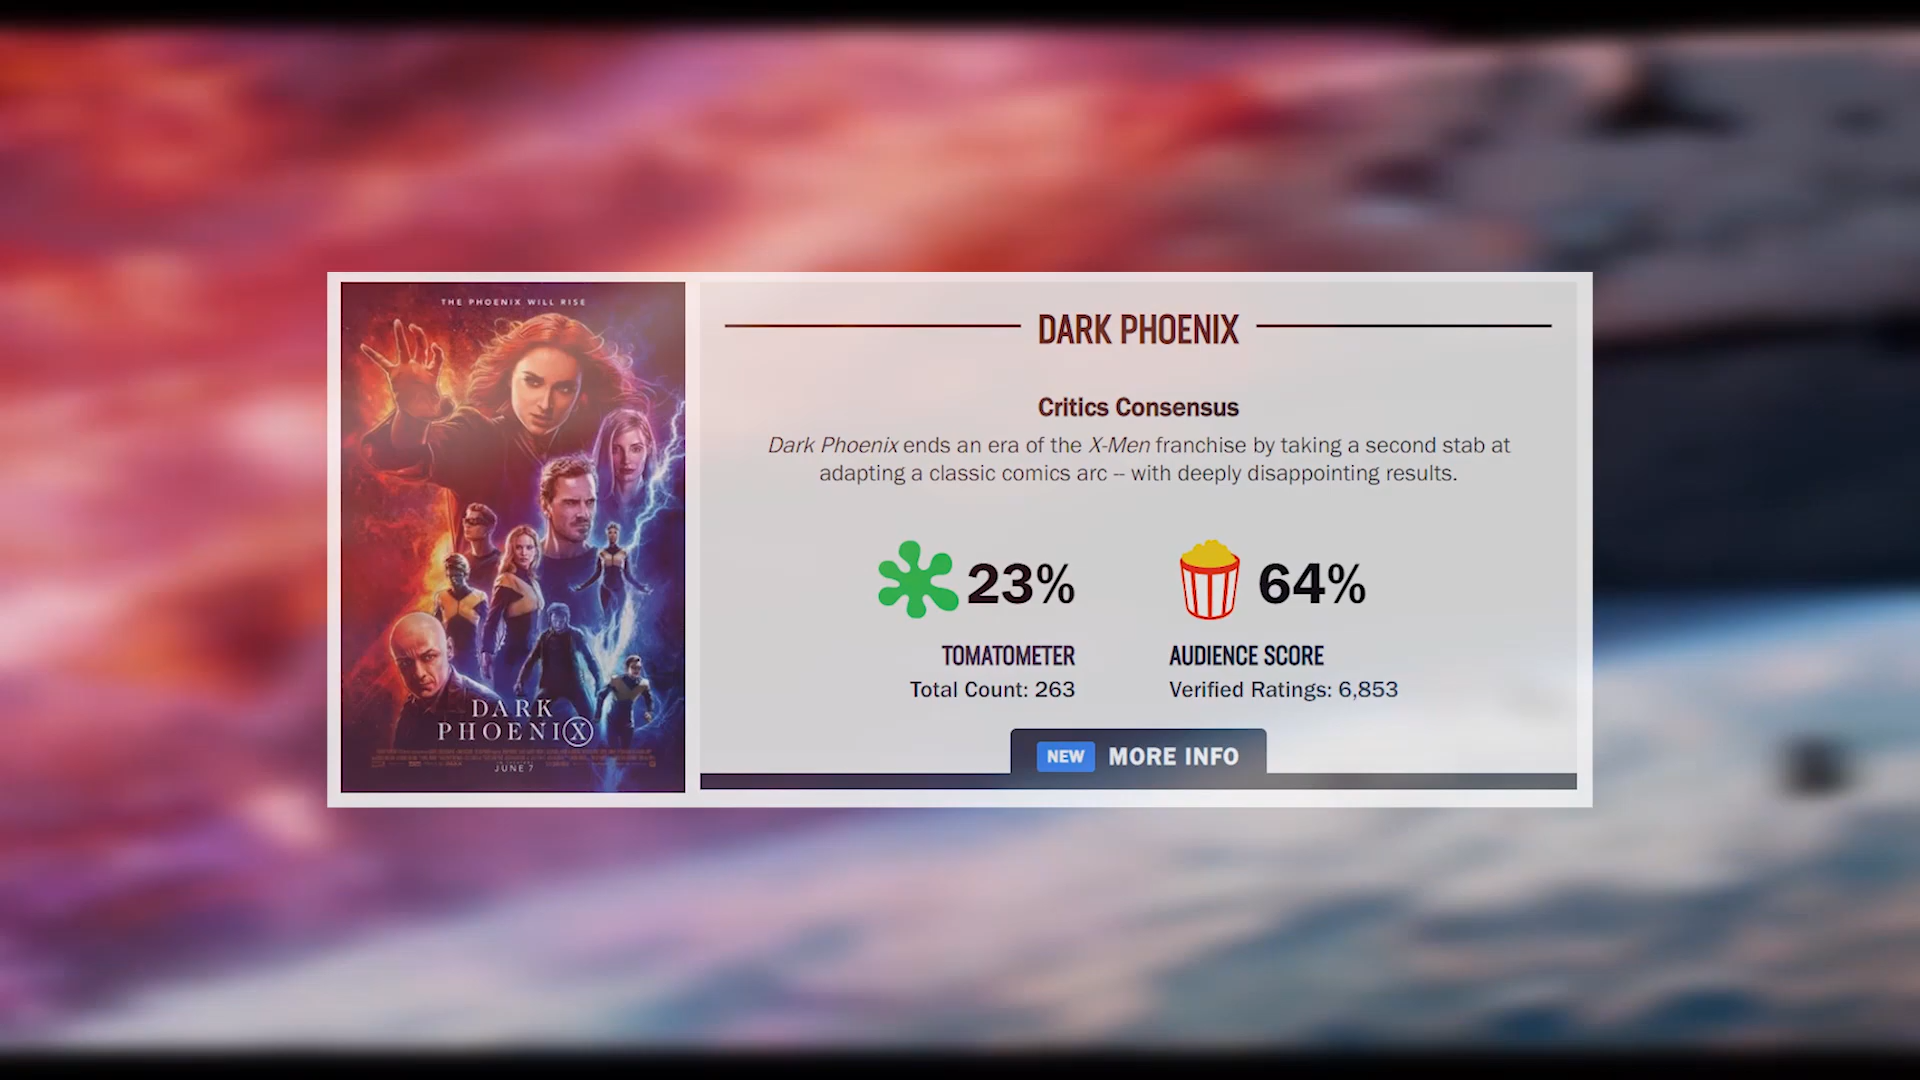 THE PHOENIX WILL RISE
DARK
PHOENIX
JUNE 7
DARK PHOENIX
Critics Consensus
Dark Phoenix ends an era of the X-Men franchise by taking a second stab at
adapting a classic comics arc -- with deeply disappointing results.
23%
64%
TOMATOMETER
AUDIENCE SCORE
Total Count: 263
Verified Ratings: 6,853
NEW MORE INFO